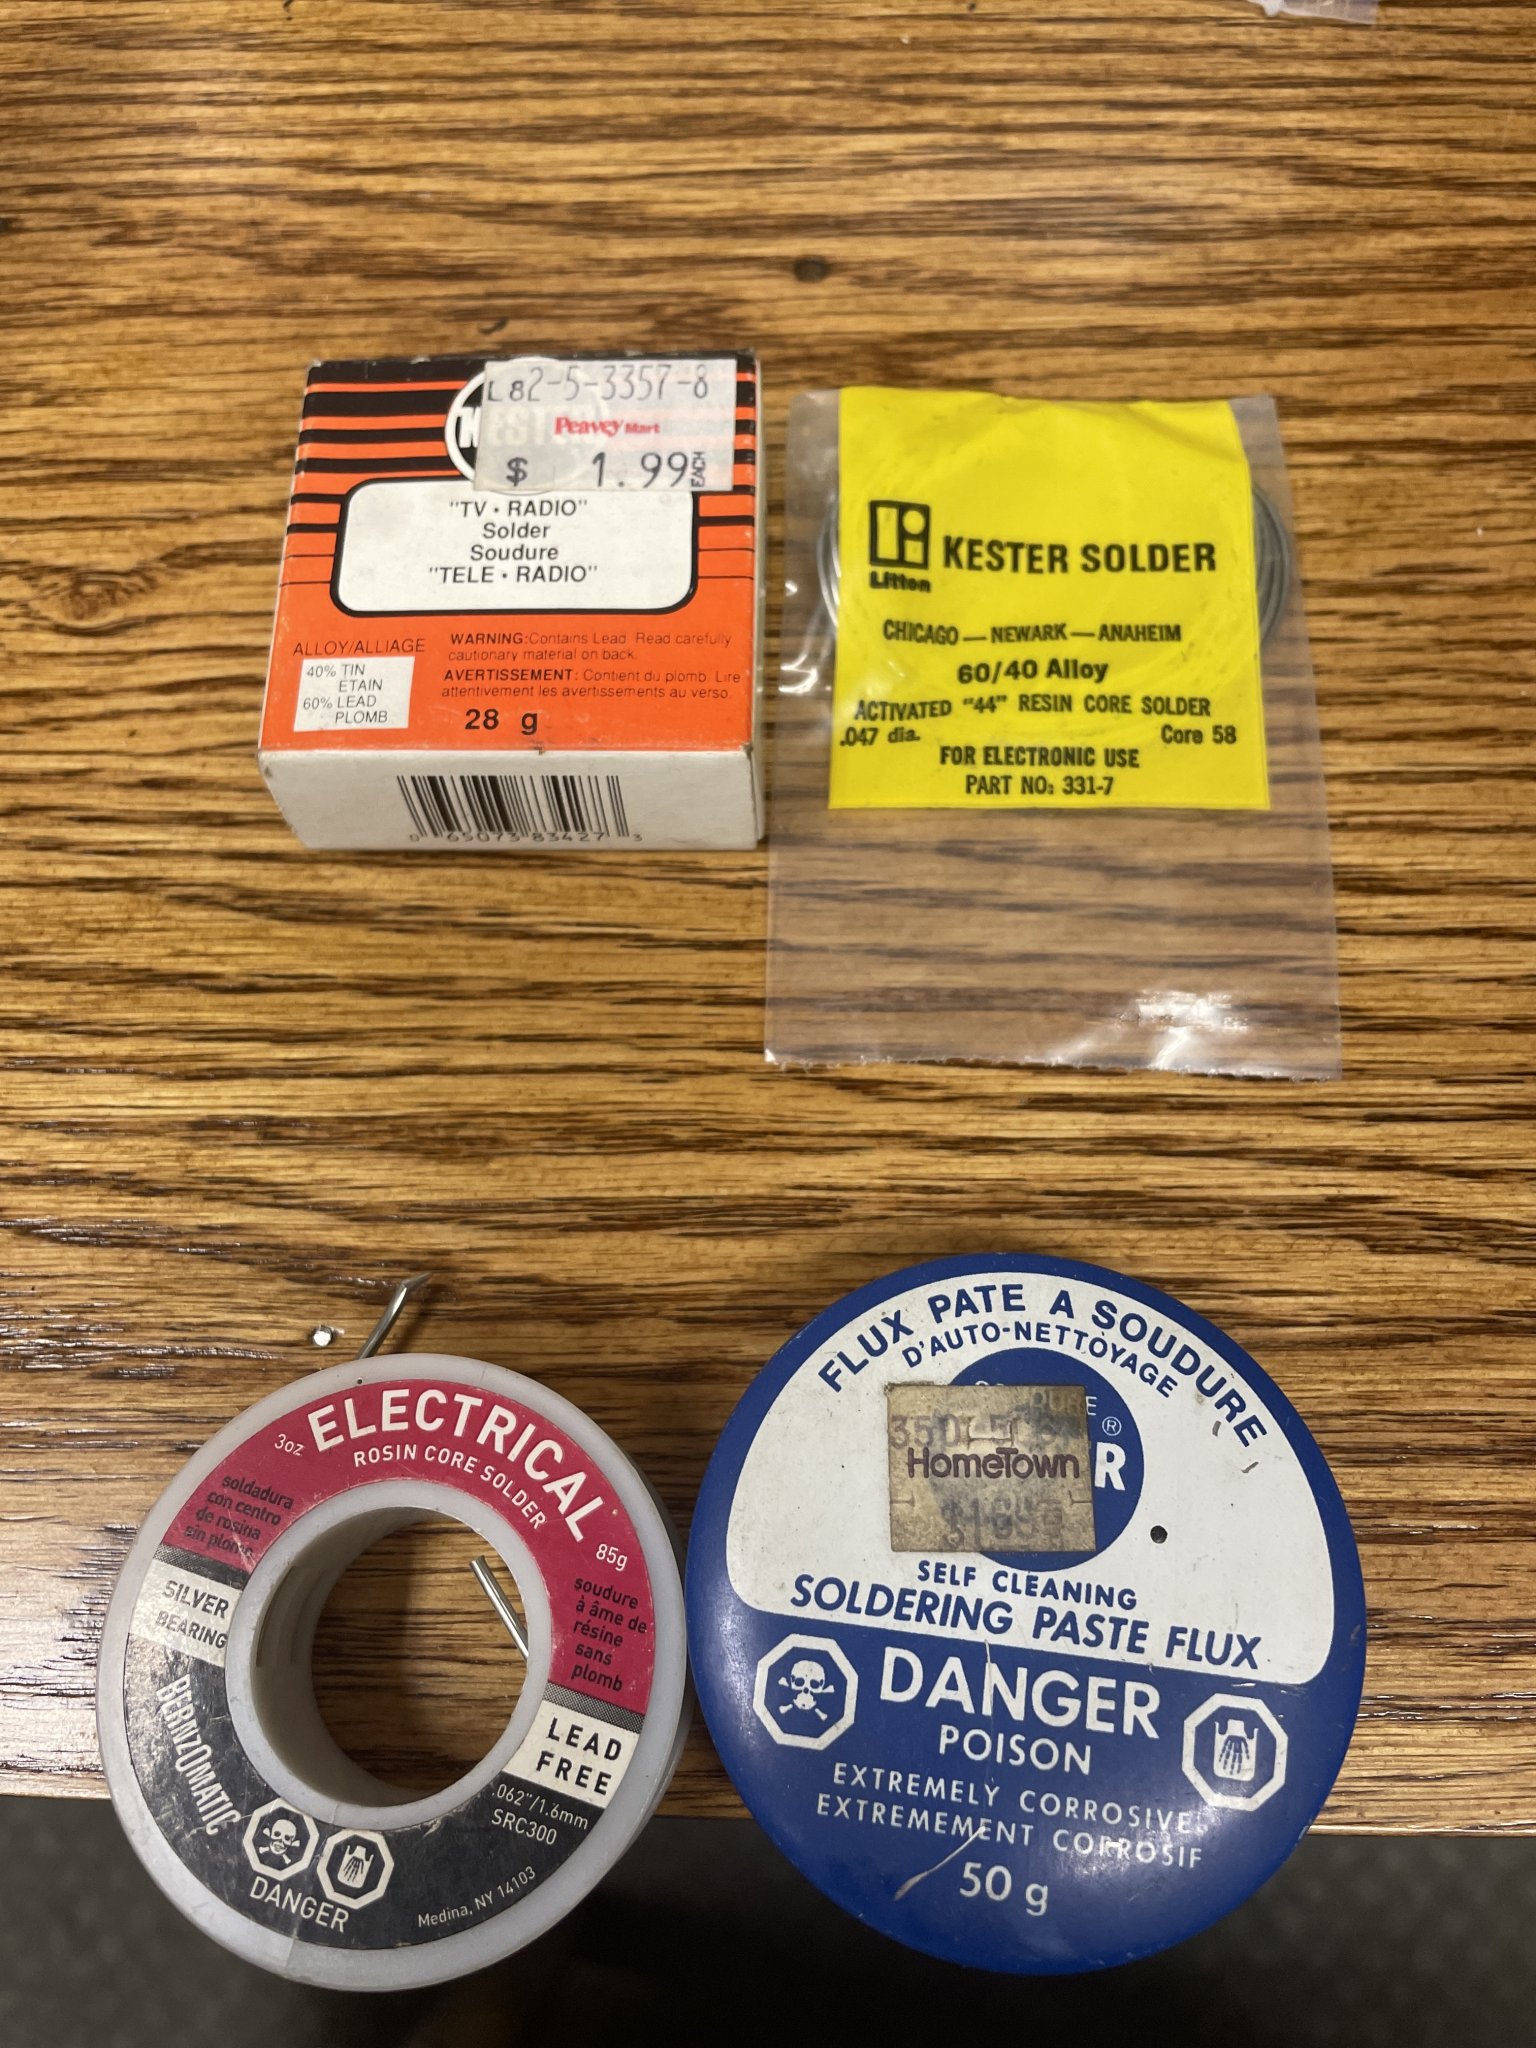 L82-5-3357-8
Peavey Mart
$ 1.99 EACH
"TV • RADIO"
Solder
Soudure
"TELE • RADIO"
ALLOY/ALLIAGE
40% TIN
ETAIN
60% LEAD
PLOMB
WARNING: Contains Lead Read carefully
cautionary material on back.
AVERTISSEMENT: Contient du plomb. Lire
attentivement les avertissements au verso.
28 g
0 65073 83427 3
Litton
KESTER SOLDER
CHICAGO — NEWARK — ANAHEIM
60/40 Alloy
ACTIVATED "44" RESIN CORE SOLDER
.047 dia. Core 58
FOR ELECTRONIC USE
PART NO: 331-7
3oz ELECTRICAL 85g
ROSIN CORE SOLDER
soldadura
con centro
de rosina
sin plomo
soudure
à âme de
résine
sans
plomb
SILVER
BEARING
LEAD
FREE
BERNZOMATIC
.062"/1.6mm
SRC300
DANGER
Medina, NY 14103
FLUX PATE A SOUDURE
D'AUTO-NETTOYAGE
HomeTown
R ®
SELF CLEANING
SOLDERING PASTE FLUX
DANGER
POISON
EXTREMELY CORROSIVE
EXTREMEMENT CORROSIF
50 g